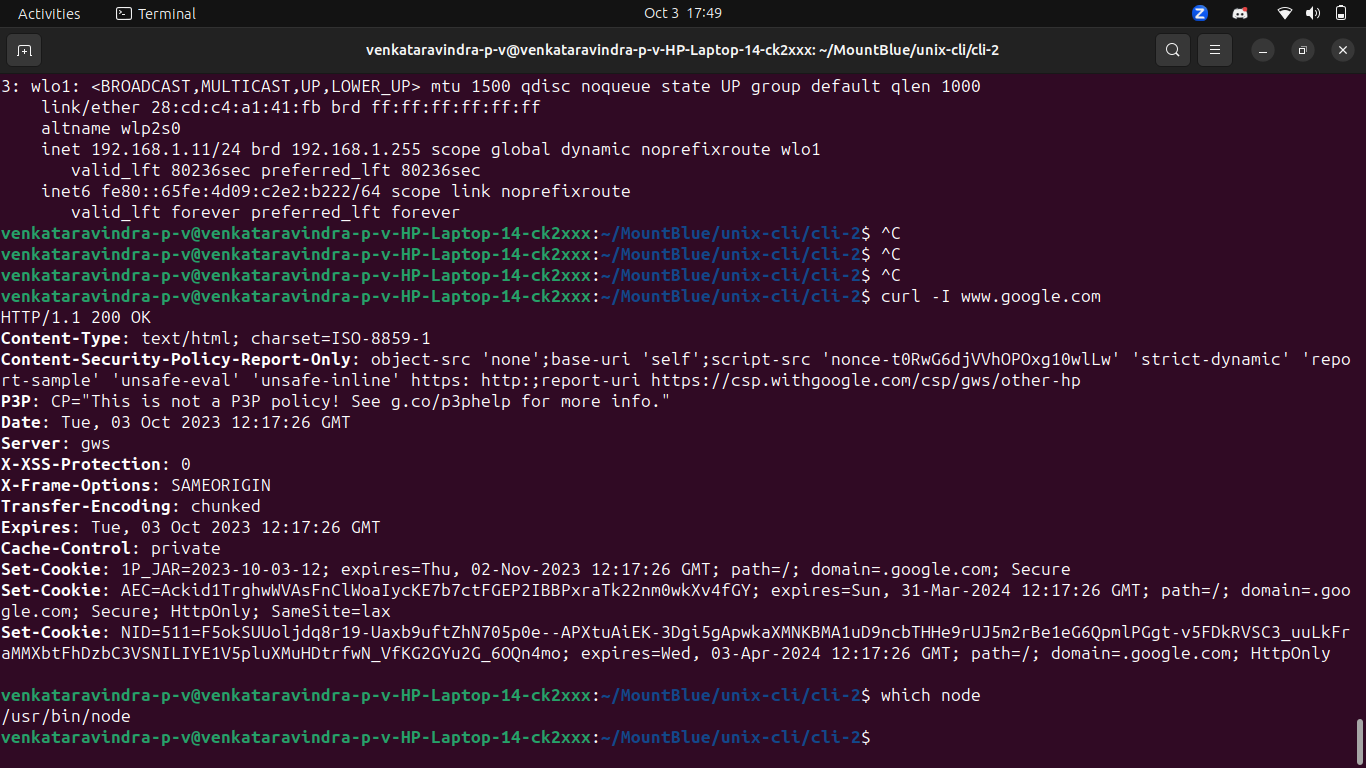 Activities Terminal Oct 3 17:49
venkataravindra-p-v@venkataravindra-p-v-HP-Laptop-14-ck2xxx: ~/MountBlue/unix-cli/cli-2
3: wlo1: <BROADCAST,MULTICAST,UP,LOWER_UP> mtu 1500 qdisc noqueue state UP group default qlen 1000
    link/ether 28:cd:c4:a1:41:fb brd ff:ff:ff:ff:ff:ff
    altname wlp2s0
    inet 192.168.1.11/24 brd 192.168.1.255 scope global dynamic noprefixroute wlo1
       valid_lft 80236sec preferred_lft 80236sec
    inet6 fe80::65fe:4d09:c2e2:b222/64 scope link noprefixroute
       valid_lft forever preferred_lft forever
venkataravindra-p-v@venkataravindra-p-v-HP-Laptop-14-ck2xxx:~/MountBlue/unix-cli/cli-2$ ^C
venkataravindra-p-v@venkataravindra-p-v-HP-Laptop-14-ck2xxx:~/MountBlue/unix-cli/cli-2$ ^C
venkataravindra-p-v@venkataravindra-p-v-HP-Laptop-14-ck2xxx:~/MountBlue/unix-cli/cli-2$ ^C
venkataravindra-p-v@venkataravindra-p-v-HP-Laptop-14-ck2xxx:~/MountBlue/unix-cli/cli-2$ curl -I www.google.com
HTTP/1.1 200 OK
Content-Type: text/html; charset=ISO-8859-1
Content-Security-Policy-Report-Only: object-src 'none';base-uri 'self';script-src 'nonce-t0RwG6djVVhOPOxg10wlLw' 'strict-dynamic' 'repo
rt-sample' 'unsafe-eval' 'unsafe-inline' https: http:;report-uri https://csp.withgoogle.com/csp/gws/other-hp
P3P: CP="This is not a P3P policy! See g.co/p3phelp for more info."
Date: Tue, 03 Oct 2023 12:17:26 GMT
Server: gws
X-XSS-Protection: 0
X-Frame-Options: SAMEORIGIN
Transfer-Encoding: chunked
Expires: Tue, 03 Oct 2023 12:17:26 GMT
Cache-Control: private
Set-Cookie: 1P_JAR=2023-10-03-12; expires=Thu, 02-Nov-2023 12:17:26 GMT; path=/; domain=.google.com; Secure
Set-Cookie: AEC=Ackid1TrghwWVAsFnClWoaIycKE7b7ctFGEP2IBBPxraTk22nm0wkXv4fGY; expires=Sun, 31-Mar-2024 12:17:26 GMT; path=/; domain=.goo
gle.com; Secure; HttpOnly; SameSite=lax
Set-Cookie: NID=511=F5okSUUoljdq8r19-Uaxb9uftZhN705p0e--APXtuAiEK-3Dgi5gApwkaXMNKBMA1uD9ncbTHHe9rUJ5m2rBe1eG6QpmlPGgt-v5FDkRVSC3_uuLkFr
aMMXbtFhDzbC3VSNILIYE1V5pluXMuHDtrfwN_VfKG2GYu2G_6OQn4mo; expires=Wed, 03-Apr-2024 12:17:26 GMT; path=/; domain=.google.com; HttpOnly
venkataravindra-p-v@venkataravindra-p-v-HP-Laptop-14-ck2xxx:~/MountBlue/unix-cli/cli-2$ which node
/usr/bin/node
venkataravindra-p-v@venkataravindra-p-v-HP-Laptop-14-ck2xxx:~/MountBlue/unix-cli/cli-2$